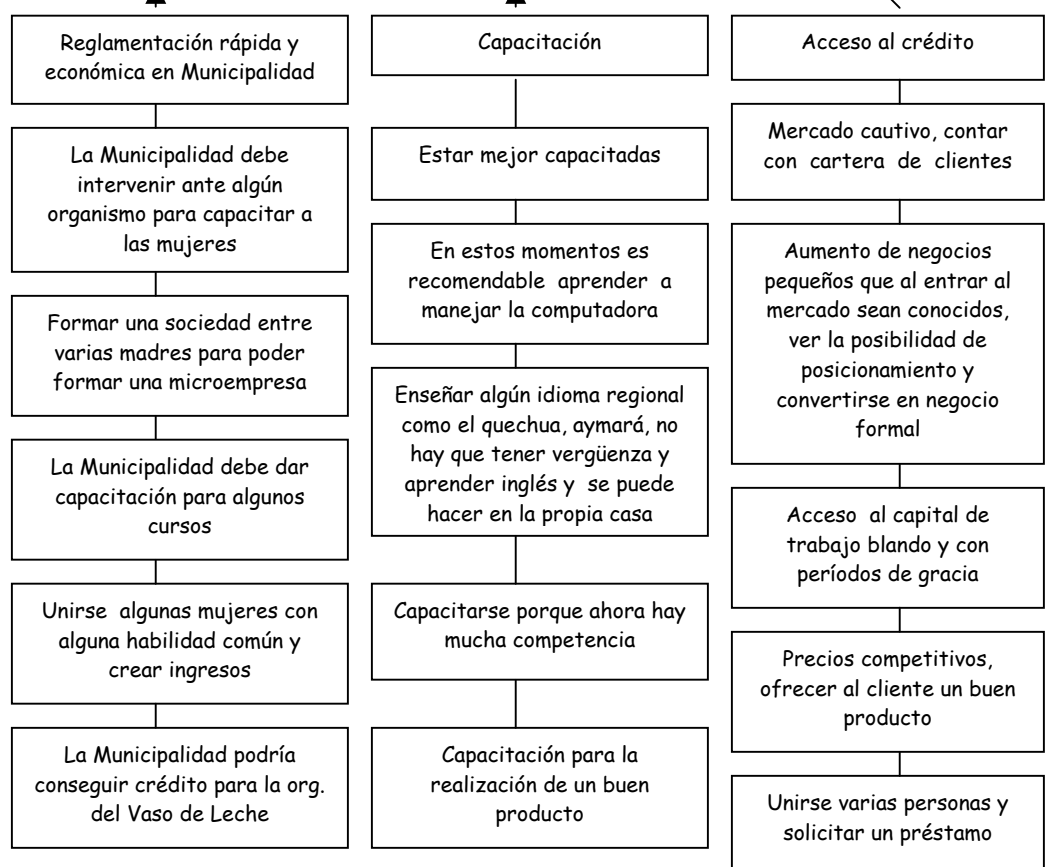 Reglamentación rápida y
económica en Municipalidad
La Municipalidad debe
intervenir ante algún
organismo para capacitar a
las mujeres
Formar una sociedad entre
varias madres para poder
formar una microempresa
La Municipalidad debe dar
capacitación para algunos
cursos
Unirse algunas mujeres con
alguna habilidad común y
crear ingresos
La Municipalidad podría
conseguir crédito para la org.
del Vaso de Leche
Capacitación
Estar mejor capacitadas
En estos momentos es
recomendable aprender a
manejar la computadora
Enseñar algún idioma regional
como el quechua, aymará, no
hay que tener vergüenza y
aprender inglés y se puede
hacer en la propia casa
Capacitarse porque ahora hay
mucha competencia
Capacitación para la
realización de un buen
producto
Acceso al crédito
Mercado cautivo, contar
con cartera de clientes
Aumento de negocios
pequeños que al entrar al
mercado sean conocidos,
ver la posibilidad de
posicionamiento y
convertirse en negocio
formal
Acceso al capital de
trabajo blando y con
períodos de gracia
Precios competitivos,
ofrecer al cliente un buen
producto
Unirse varias personas y
solicitar un préstamo